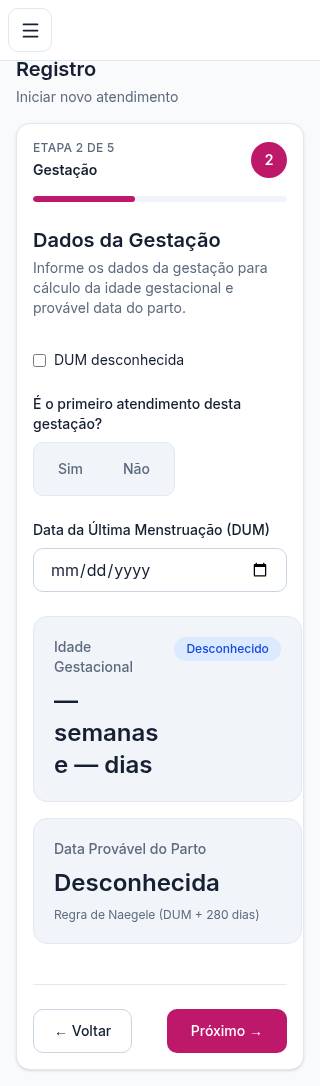 Registro
Iniciar novo atendimento
ETAPA 2 DE 5
Gestação
2
Dados da Gestação
Informe os dados da gestação para
cálculo da idade gestacional e
provável data do parto.
DUM desconhecida
É o primeiro atendimento desta
gestação?
Sim
Não
Data da Última Menstruação (DUM)
mm/dd/yyyy
Idade
Gestacional
Desconhecido
—
semanas
e — dias
Data Provável do Parto
Desconhecida
Regra de Naegele (DUM + 280 dias)
← Voltar
Próximo →